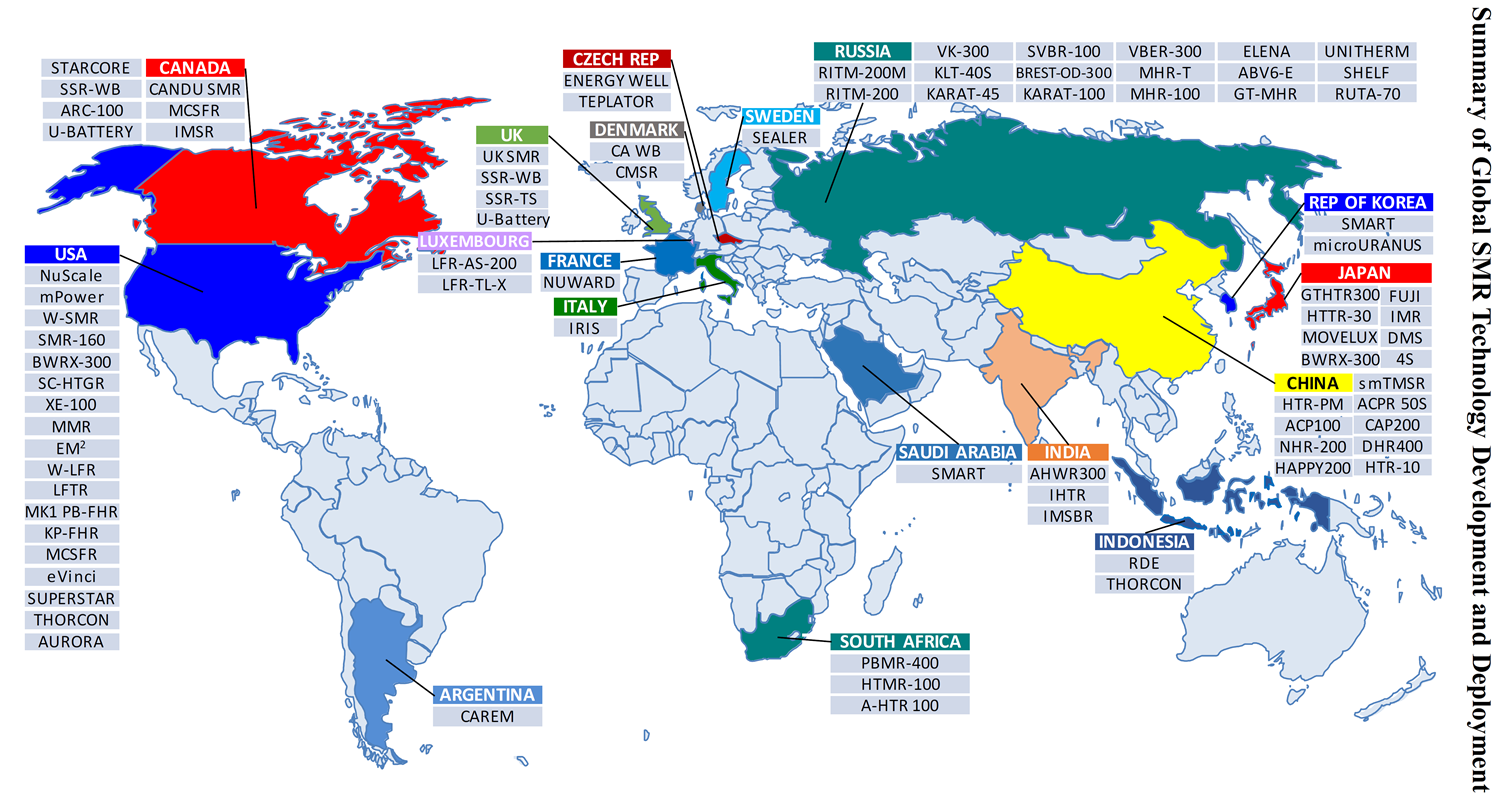 Summary of Global SMR Technology Development and Deployment
CANADA
STARCORE
CANDU SMR
SSR-WB
MCSFR
ARC-100
IMSR
U-BATTERY
USA
NuScale
mPower
W-SMR
SMR-160
BWRX-300
SC-HTGR
XE-100
MMR
EM²
W-LFR
LFTR
MK1 PB-FHR
KP-FHR
MCSFR
eVinci
SUPERSTAR
THORCON
AURORA
ARGENTINA
CAREM
UK
UKSMR
SSR-WB
SSR-TS
U-Battery
LUXEMBOURG
LFR-AS-200
LFR-TL-X
CZECH REP
ENERGY WELL
TEPLATOR
DENMARK
CA WB
CMSR
FRANCE
NUWARD
ITALY
IRIS
SWEDEN
SEALER
RUSSIA
RITM-200M
RITM-200
VK-300
KLT-40S
KARAT-45
SVBR-100
BREST-OD-300
KARAT-100
VBER-300
MHR-T
MHR-100
ELENA
ABV6-E
GT-MHR
UNITHERM
SHELF
RUTA-70
REP OF KOREA
SMART
microURANUS
JAPAN
GTHTR300
HTTR-30
MOVELUX
BWRX-300
FUJI
IMR
DMS
4S
CHINA
HTR-PM
ACP100
NHR-200
HAPPY200
smTMSR
ACPR 50S
CAP200
DHR400
HTR-10
SAUDI ARABIA
SMART
INDIA
AHWR300
IHTR
IMSBR
INDONESIA
RDE
THORCON
SOUTH AFRICA
PBMR-400
HTMR-100
A-HTR 100